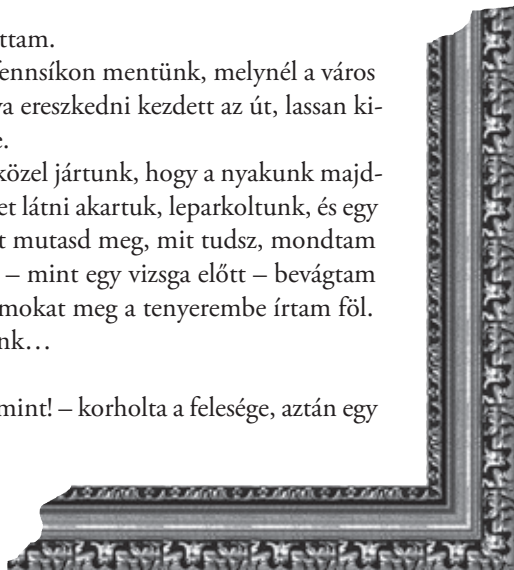 ttam.
ennsíkon mentünk, melynél a város
va ereszkedni kezdett az út, lassan ki-
e.
közel jártunk, hogy a nyakunk majd-
et látni akartuk, leparkoltunk, és egy
t mutasd meg, mit tudsz, mondtam
– mint egy vizsga előtt – bevágtam
mokat meg a tenyerembe írtam föl.
nk…
mint! – korholta a felesége, aztán egy